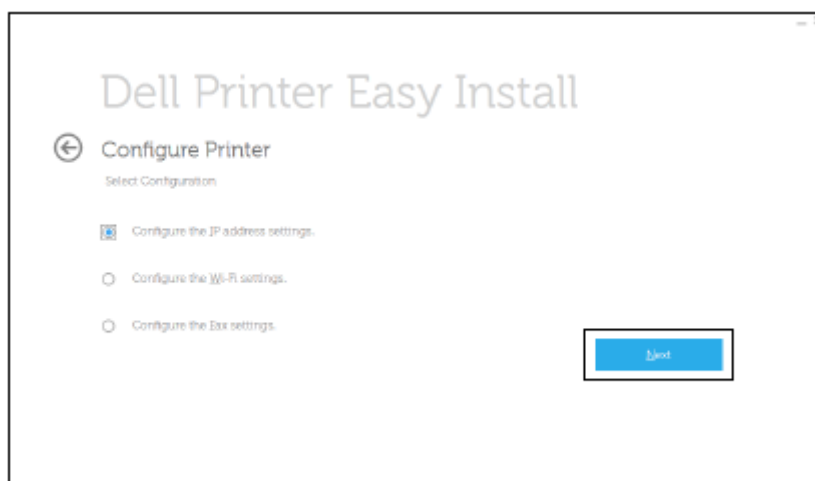 Dell Printer Easy Install
Configure Printer
Select Configuration
Configure the IP address settings.
Configure the Wi-Fi settings.
Configure the Fax settings.
Next